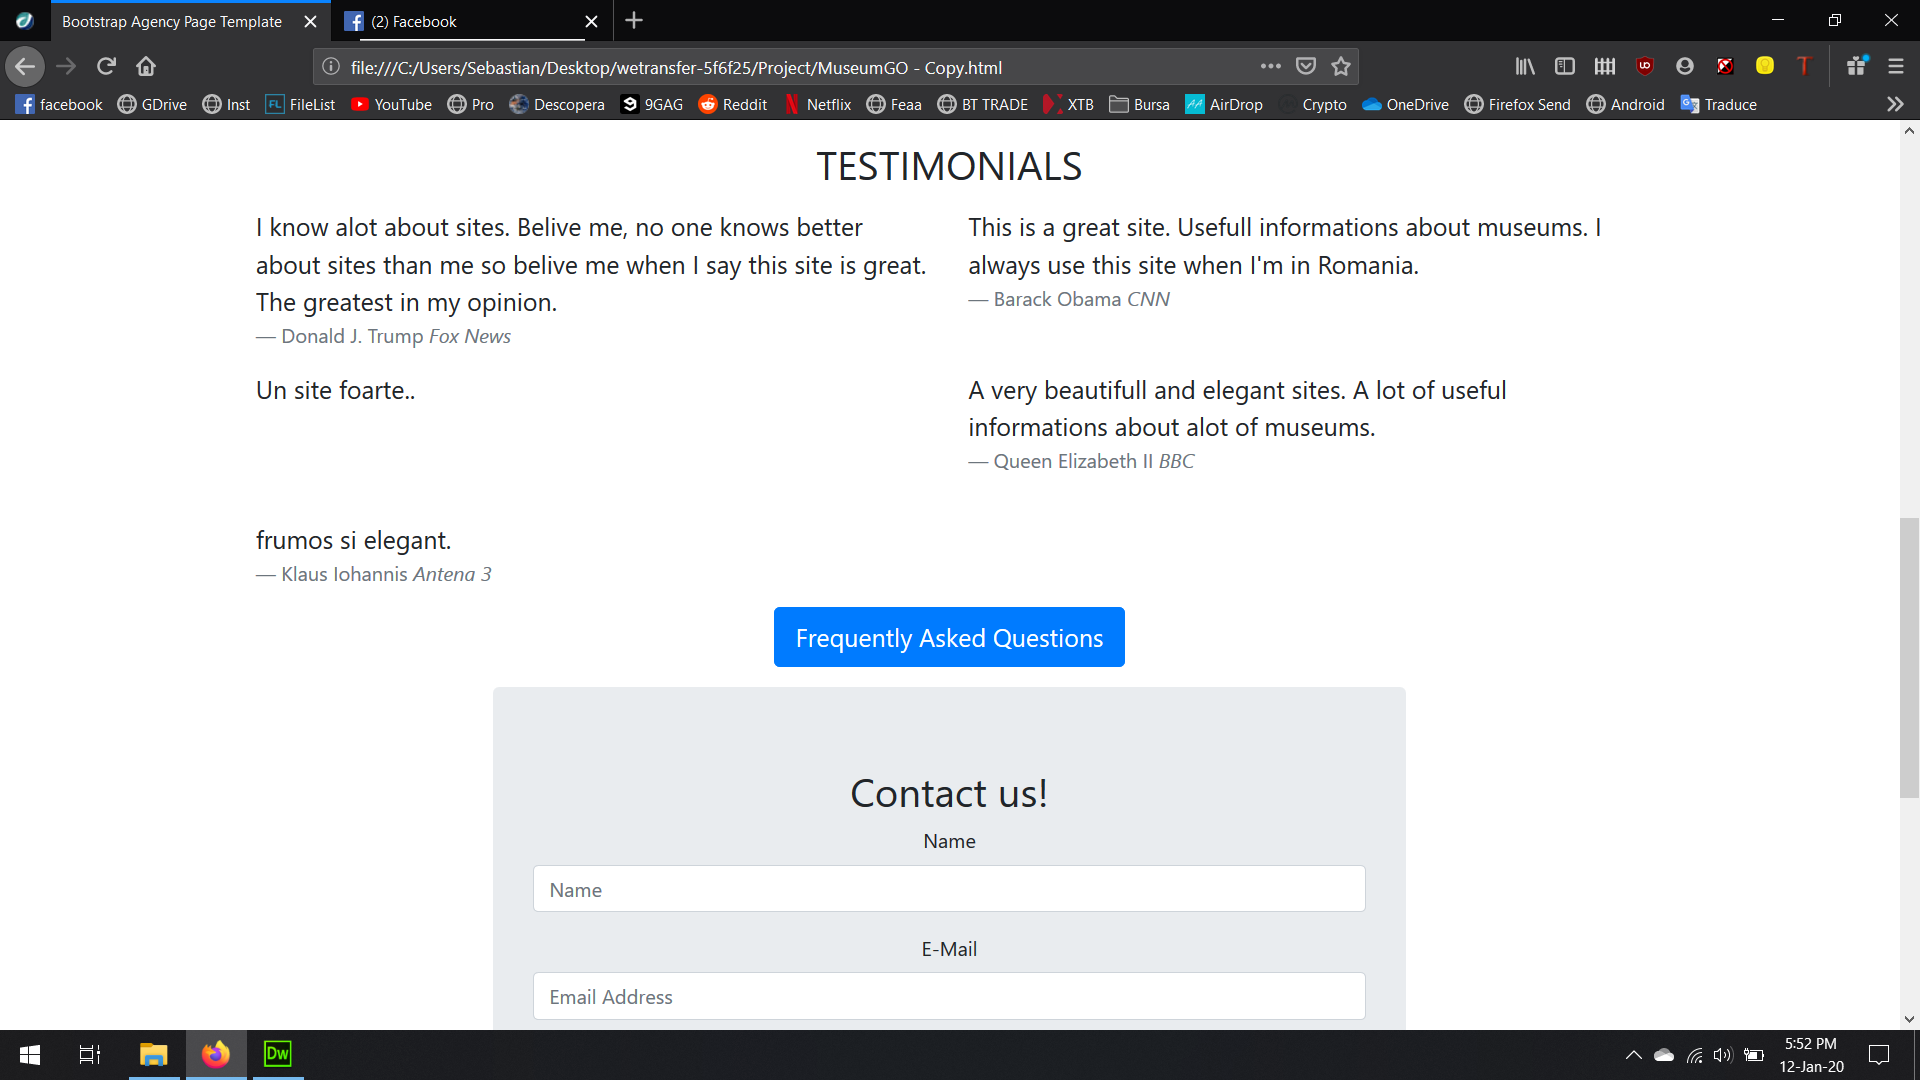 Bootstrap Agency Page Template
(2) Facebook
file:///C:/Users/Sebastian/Desktop/wetransfer-5f6f25/Project/MuseumGO - Copy.html
facebook GDrive Inst FL FileList YouTube Pro Descopera 9GAG Reddit Netflix Feaa BT TRADE XTB Bursa AirDrop Crypto OneDrive Firefox Send Android Traduce
TESTIMONIALS
I know alot about sites. Belive me, no one knows better
about sites than me so belive me when I say this site is great.
The greatest in my opinion.
— Donald J. Trump Fox News
This is a great site. Usefull informations about museums. I
always use this site when I'm in Romania.
— Barack Obama CNN
Un site foarte..
A very beautifull and elegant sites. A lot of useful
informations about alot of museums.
— Queen Elizabeth II BBC
frumos si elegant.
— Klaus Iohannis Antena 3
Frequently Asked Questions
Contact us!
Name
Name
E-Mail
Email Address
Dw
5:52 PM
12-Jan-20